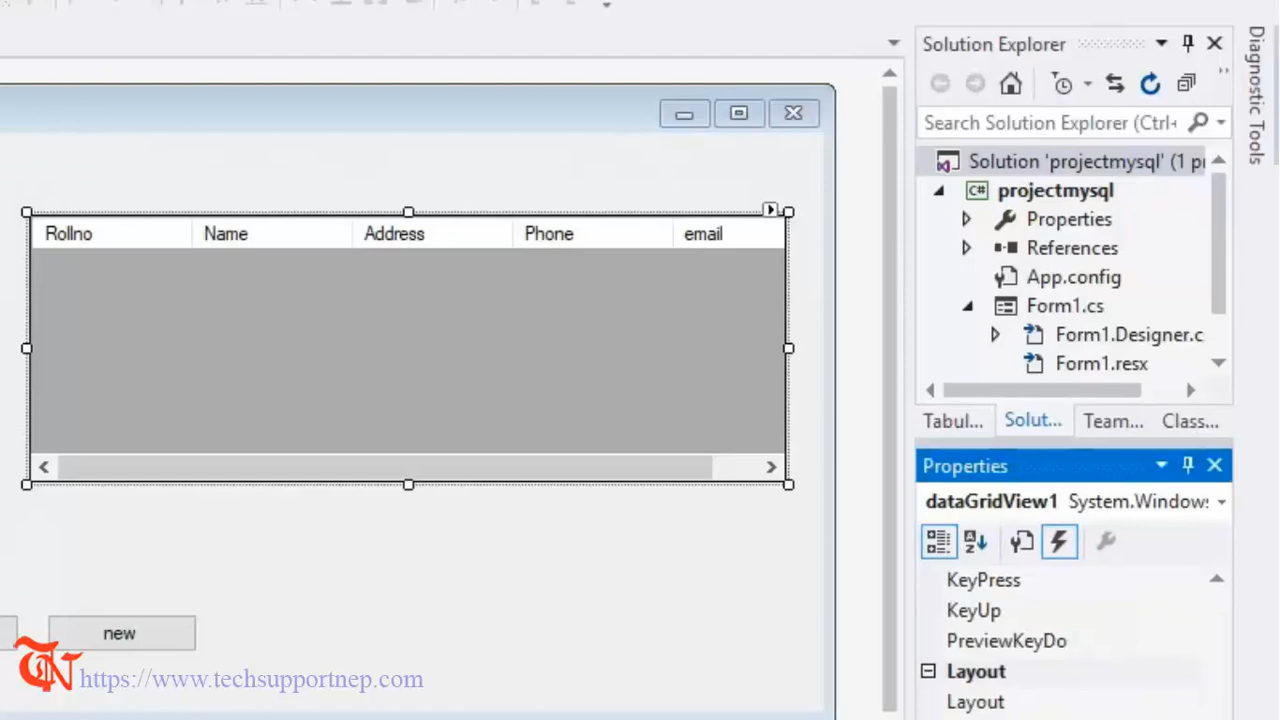 Solution Explorer
Diagnostic Tools
Search Solution Explorer (Ctrl+
Solution 'projectmysql' (1 pr
C# projectmysql
Properties
References
App.config
Form1.cs
Form1.Designer.c
Form1.resx
Tabul... Solut... Team... Class...
Rollno Name Address Phone email
Properties
dataGridView1 System.Windows
KeyPress
KeyUp
PreviewKeyDo
Layout
Layout
new
TN https://www.techsupportnep.com